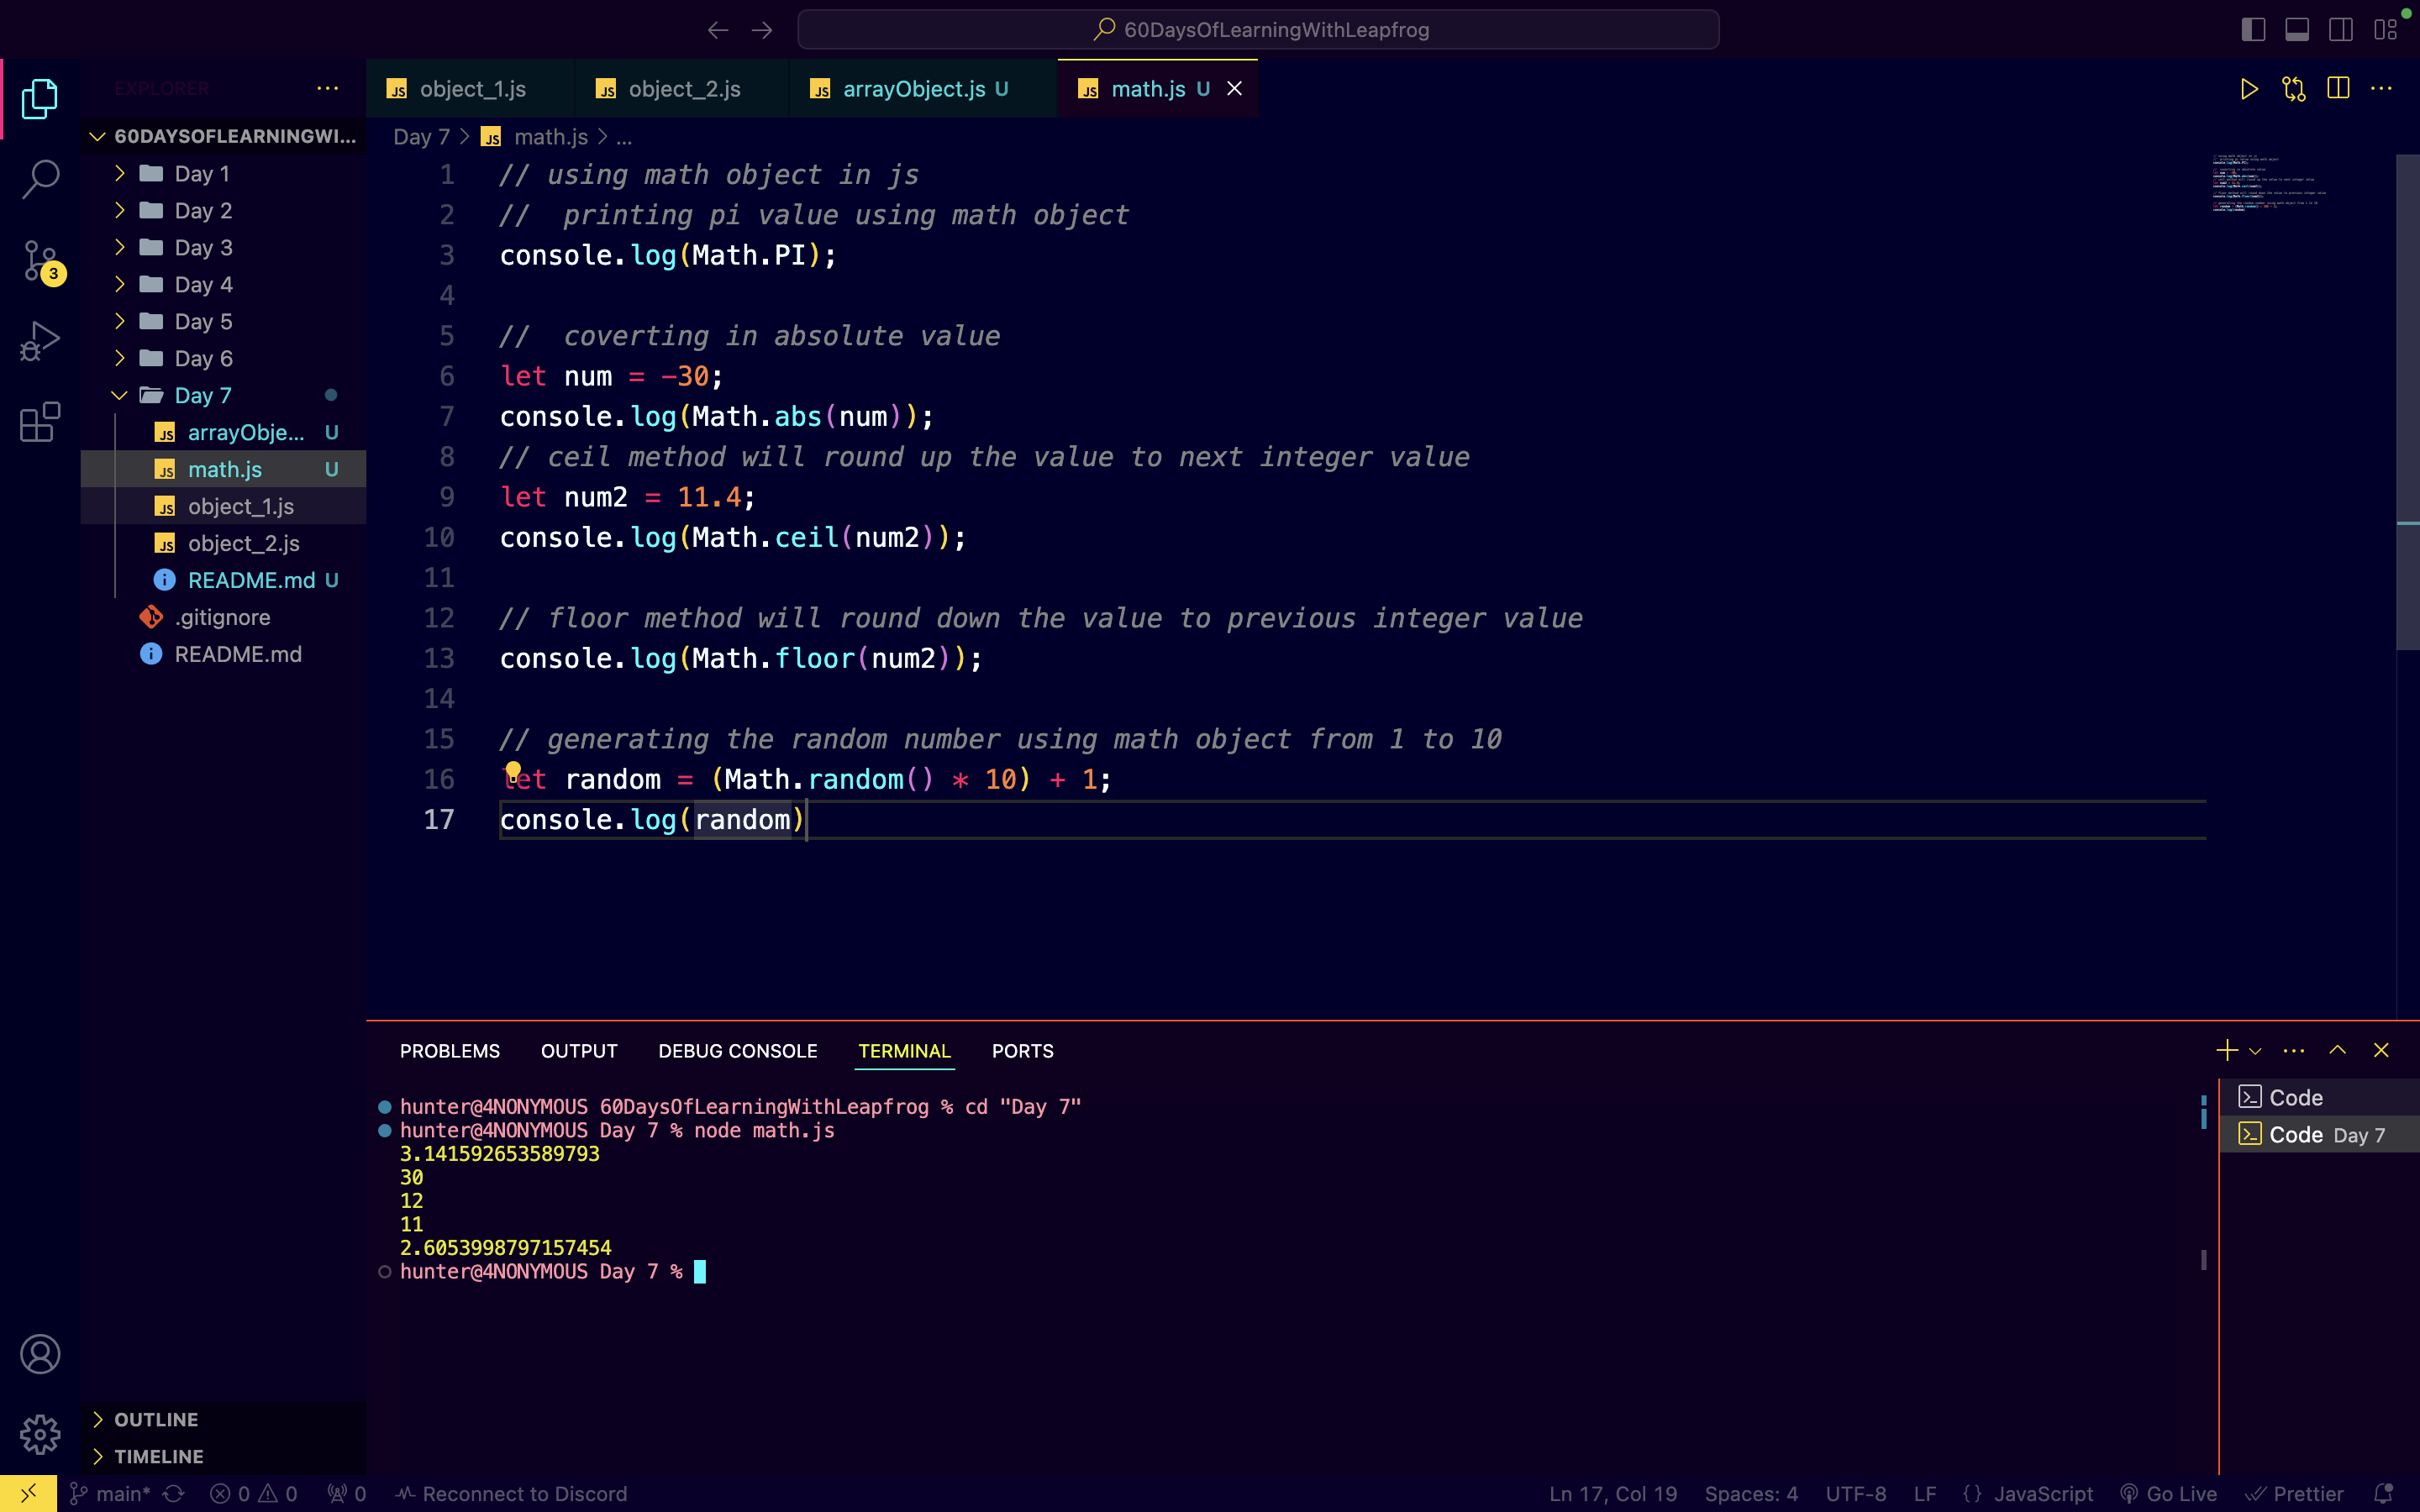 60DaysOfLearningWithLeapfrog
EXPLORER
object_1.js
object_2.js
arrayObject.js U
math.js U
60DAYSOFLEARNINGWI...
Day 1
Day 2
Day 3
Day 4
Day 5
Day 6
Day 7
arrayObje... U
math.js U
object_1.js
object_2.js
README.md U
.gitignore
README.md
3
OUTLINE
TIMELINE
Day 7 > math.js > ...
1 // using math object in js
2 //  printing pi value using math object
3 console.log(Math.PI);
4
5 //  coverting in absolute value
6 let num = -30;
7 console.log(Math.abs(num));
8 // ceil method will round up the value to next integer value
9 let num2 = 11.4;
10 console.log(Math.ceil(num2));
11
12 // floor method will round down the value to previous integer value
13 console.log(Math.floor(num2));
14
15 // generating the random number using math object from 1 to 10
16 let random = (Math.random() * 10) + 1;
17 console.log(random)
PROBLEMS OUTPUT DEBUG CONSOLE TERMINAL PORTS
hunter@4NONYMOUS 60DaysOfLearningWithLeapfrog % cd "Day 7"
hunter@4NONYMOUS Day 7 % node math.js
3.141592653589793
30
12
11
2.6053998797157454
hunter@4NONYMOUS Day 7 %
Code
Code Day 7
main* 0 0 0 Reconnect to Discord Ln 17, Col 19 Spaces: 4 UTF-8 LF {} JavaScript Go Live Prettier